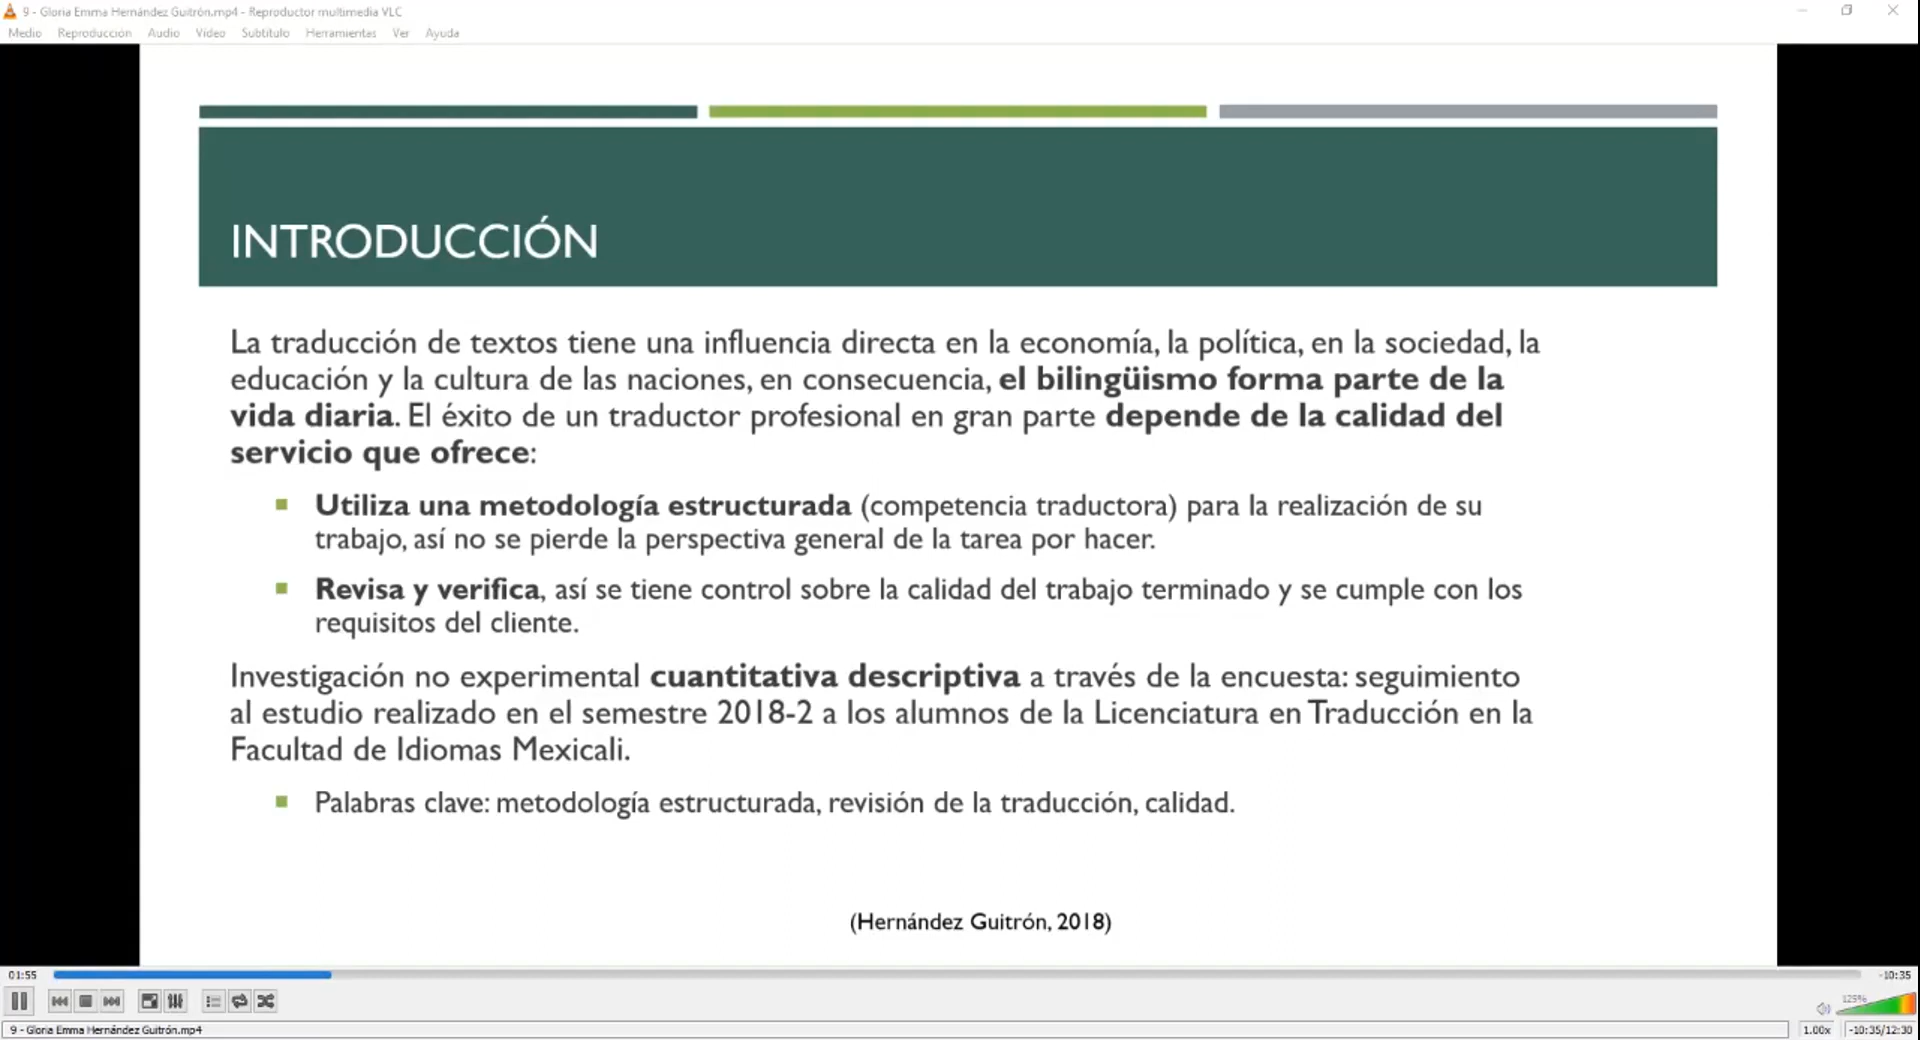 9 - Gloria Emma Hernández Guitrón.mp4 - Reproductor multimedia VLC
Medio Reproducción Audio Vídeo Subtítulo Herramientas Ver Ayuda
INTRODUCCIÓN
La traducción de textos tiene una influencia directa en la economía, la política, en la sociedad, la
educación y la cultura de las naciones, en consecuencia, el bilingüismo forma parte de la
vida diaria. El éxito de un traductor profesional en gran parte depende de la calidad del
servicio que ofrece:
Utiliza una metodología estructurada (competencia traductora) para la realización de su
trabajo, así no se pierde la perspectiva general de la tarea por hacer.
Revisa y verifica, así se tiene control sobre la calidad del trabajo terminado y se cumple con los
requisitos del cliente.
Investigación no experimental cuantitativa descriptiva a través de la encuesta: seguimiento
al estudio realizado en el semestre 2018-2 a los alumnos de la Licenciatura en Traducción en la
Facultad de Idiomas Mexicali.
Palabras clave: metodología estructurada, revisión de la traducción, calidad.
(Hernández Guitrón, 2018)
01:55 -10:35
125%
9 - Gloria Emma Hernández Guitrón.mp4 1.00x -10:35/12:30